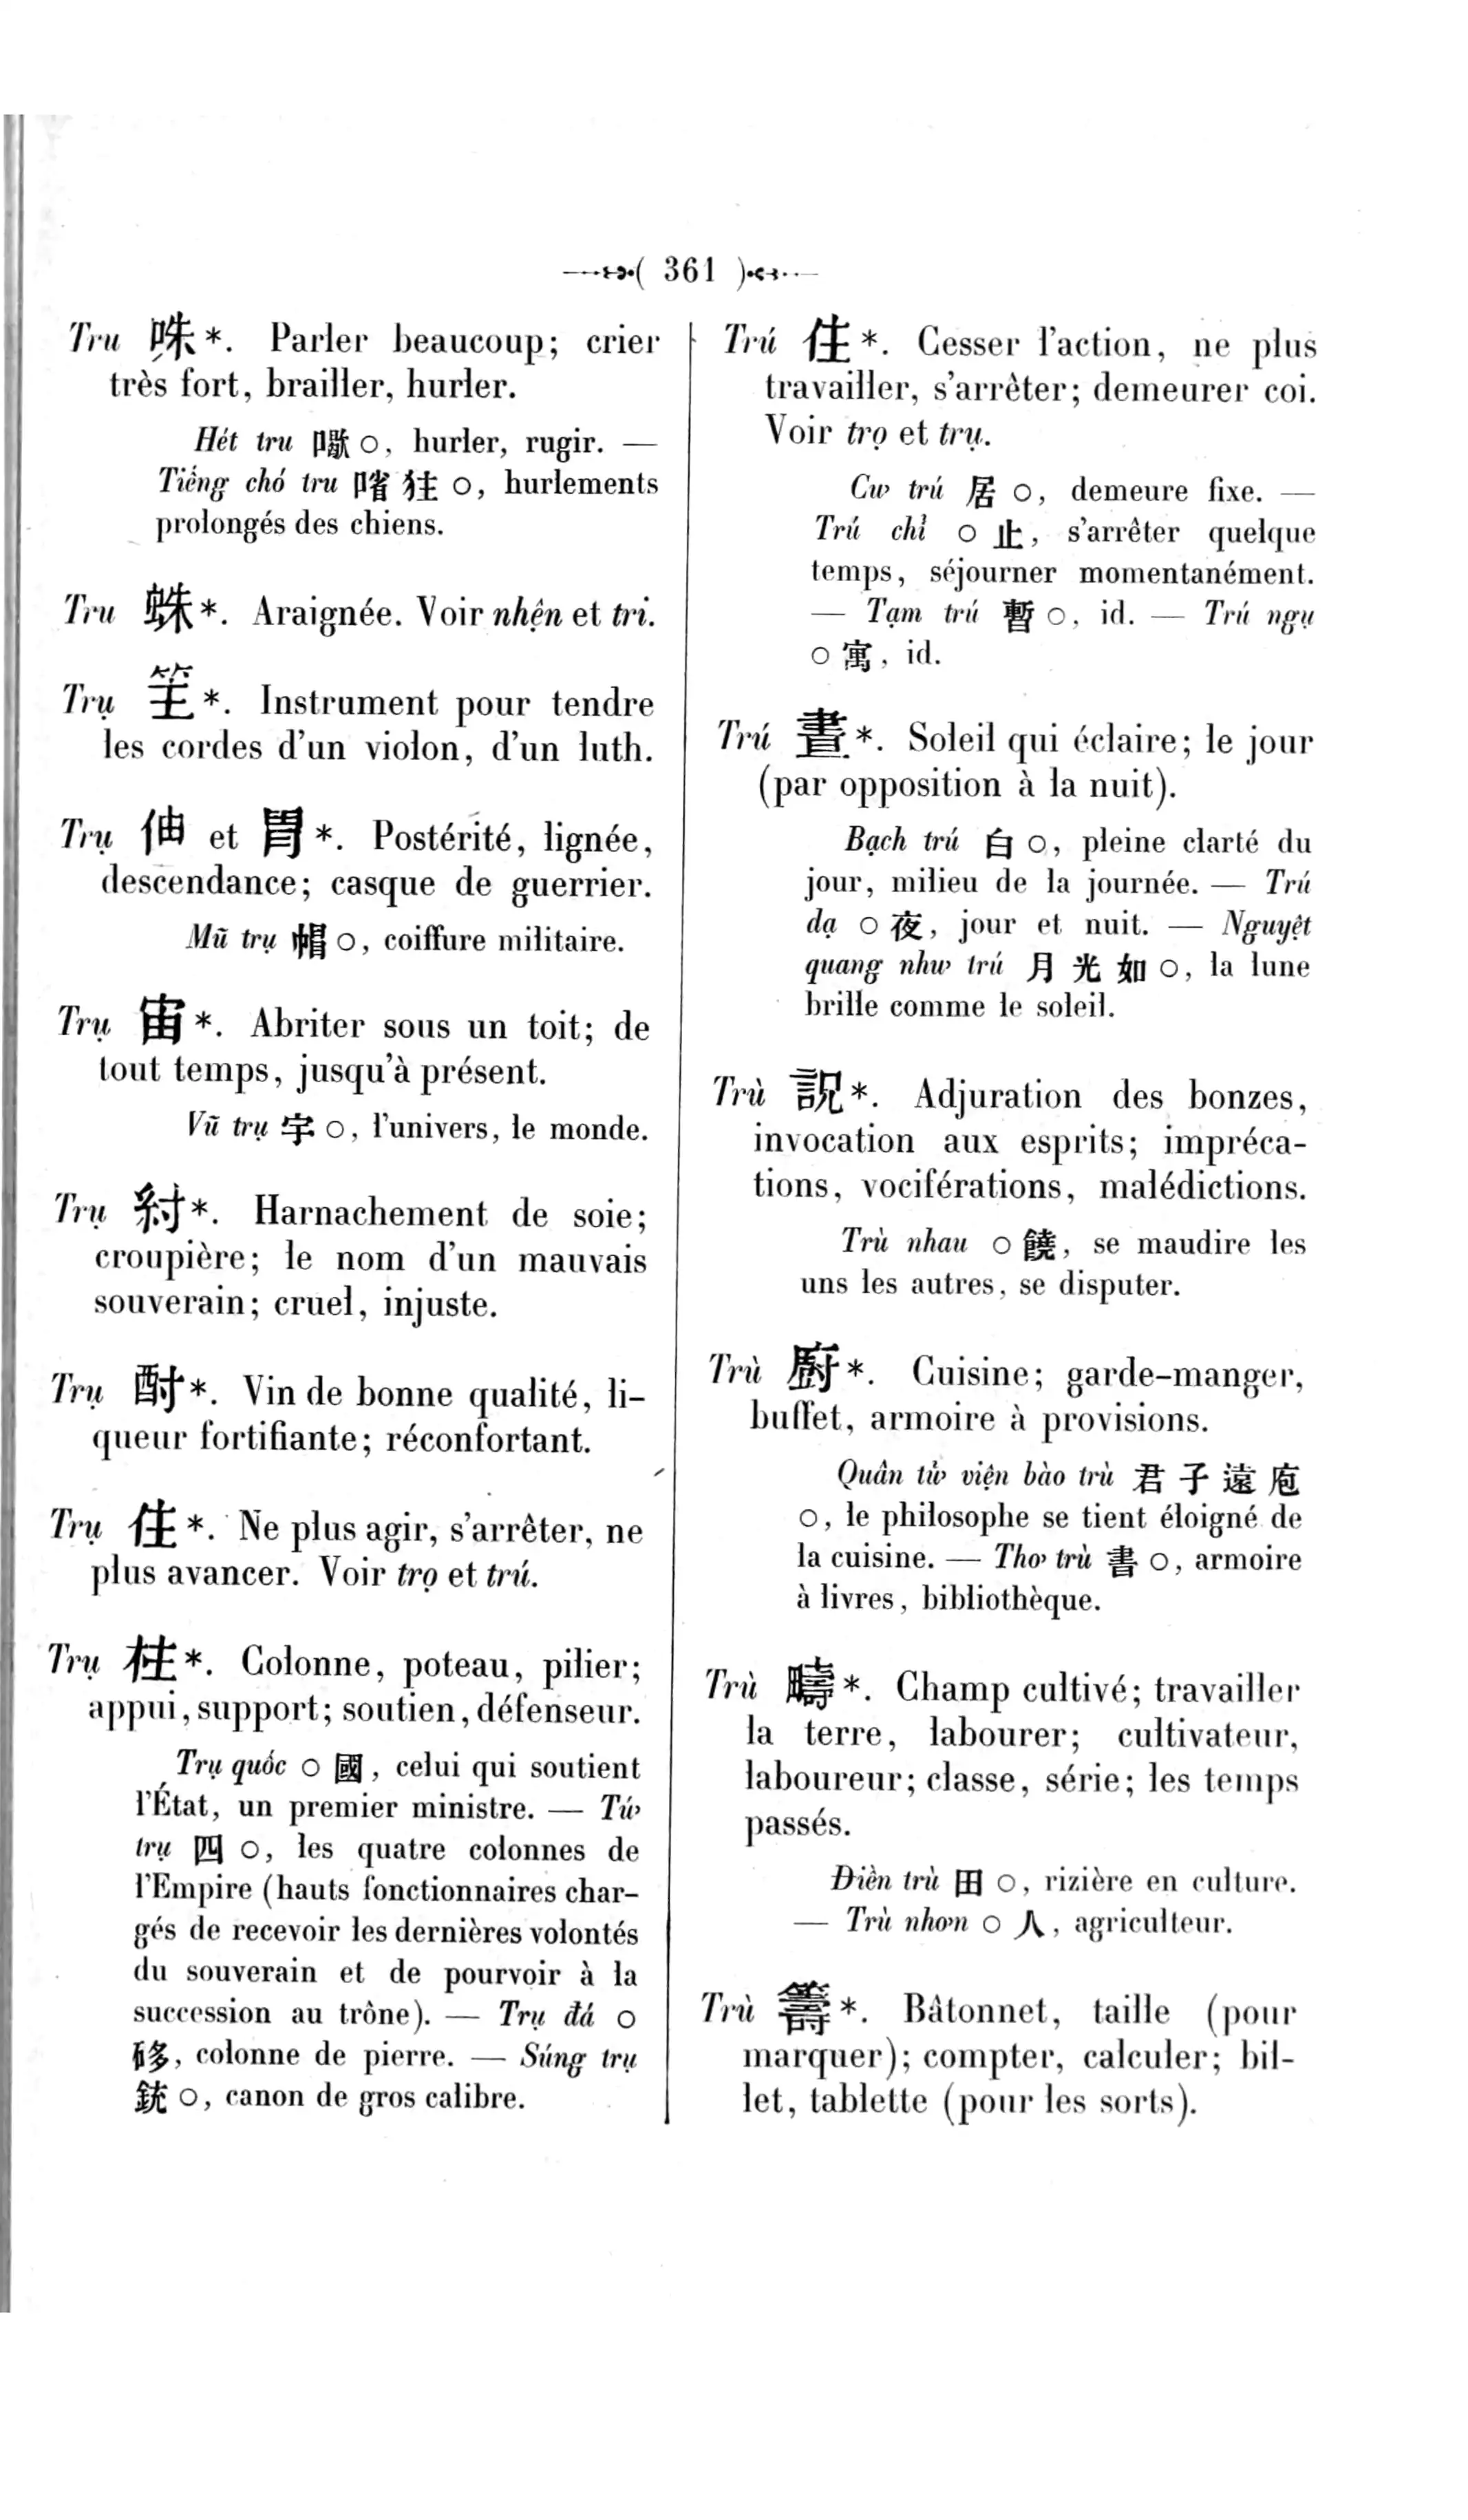 ( 361 )
Tru 咮*. Parler beaucoup; crier
très fort, brailler, hurler.
Hét tru 㗶 ○, hurler, rugir. —
Tiếng chó tru 㗂 㹥 ○, hurlements
prolongés des chiens.
Tru 蛛*. Araignée. Voir nhện et tri.
Trụ 筀*. Instrument pour tendre
les cordes d'un violon, d'un luth.
Trụ 伷 et 冑*. Postérité, lignée,
descendance; casque de guerrier.
Mũ trụ 帽 ○, coiffure militaire.
Trụ 宙*. Abriter sous un toit; de
tout temps, jusqu'à présent.
Vũ trụ 宇 ○, l'univers, le monde.
Trụ 紂*. Harnachement de soie;
croupière; le nom d'un mauvais
souverain; cruel, injuste.
Trụ 酎*. Vin de bonne qualité, li-
queur fortifiante; réconfortant.
Trụ 住*. Ne plus agir, s'arrêter, ne
plus avancer. Voir trọ et trú.
Trụ 柱*. Colonne, poteau, pilier;
appui, support; soutien, défenseur.
Trụ quốc ○ 國, celui qui soutient
l'État, un premier ministre. — Tứ
trụ 四 ○, les quatre colonnes de
l'Empire (hauts fonctionnaires char-
gés de recevoir les dernières volontés
du souverain et de pourvoir à la
succession au trône). — Trụ đá ○
𥒥, colonne de pierre. — Súng trụ
銃 ○, canon de gros calibre.
Trú 住*. Cesser l'action, ne plus
travailler, s'arrêter; demeurer coi.
Voir trọ et trụ.
Cư trú 居 ○, demeure fixe. —
Trú chỉ ○ 止, s'arrêter quelque
temps, séjourner momentanément.
— Tạm trú 暫 ○, id. — Trú ngụ
○ 寓, id.
Trú 晝*. Soleil qui éclaire; le jour
(par opposition à la nuit).
Bạch trú 白 ○, pleine clarté du
jour, milieu de la journée. — Trú
dạ ○ 夜, jour et nuit. — Nguyệt
quang như trú 月 光 如 ○, la lune
brille comme le soleil.
Trù 詋*. Adjuration des bonzes,
invocation aux esprits; impréca-
tions, vociférations, malédictions.
Trù nhau ○ 饒, se maudire les
uns les autres, se disputer.
Trù 廚*. Cuisine; garde-manger,
buffet, armoire à provisions.
Quân tử viện bào trù 君 子 遠 庖
○, le philosophe se tient éloigné de
la cuisine. — Thơ trù 書 ○, armoire
à livres, bibliothèque.
Trù 疇*. Champ cultivé; travailler
la terre, labourer; cultivateur,
laboureur; classe, série; les temps
passés.
Điền trù 田 ○, rizière en culture.
— Trù nhơn ○ 人, agriculteur.
Trù 籌*. Bâtonnet, taille (pour
marquer); compter, calculer; bil-
let, tablette (pour les sorts).